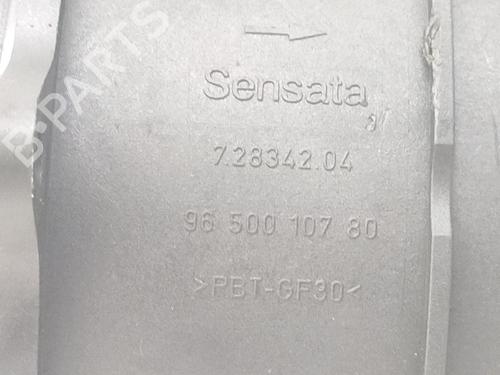 B-PARTS
Sensata
7.28342.04
96 500 107 80
>PBT-GF30<